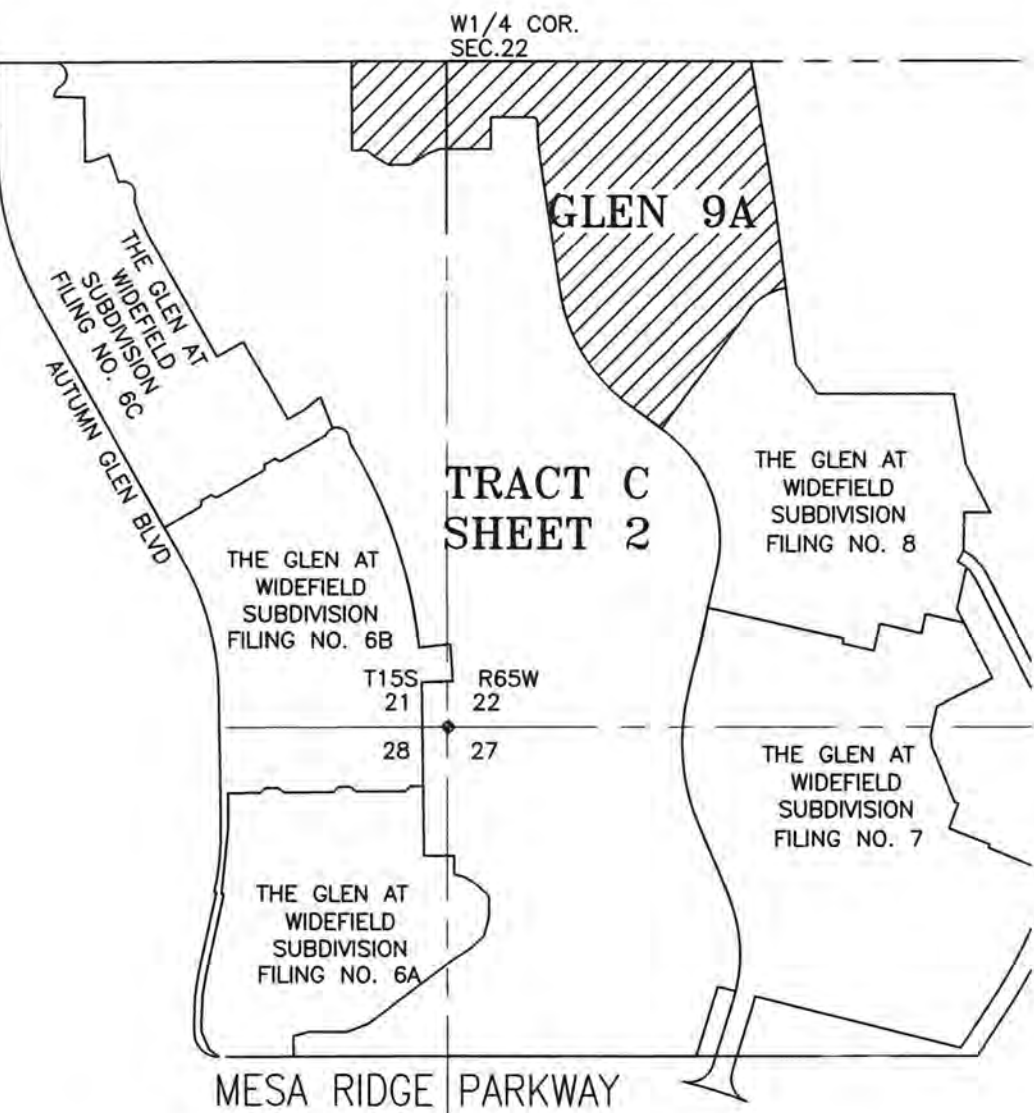 W1/4 COR.
SEC.22
GLEN 9A
THE GLEN AT
WIDEFIELD
SUBDIVISION
FILING NO. 6C
AUTUMN GLEN BLVD
TRACT C
SHEET 2
THE GLEN AT
WIDEFIELD
SUBDIVISION
FILING NO. 8
THE GLEN AT
WIDEFIELD
SUBDIVISION
FILING NO. 6B
T15S R65W
21 22
28 27
THE GLEN AT
WIDEFIELD
SUBDIVISION
FILING NO. 7
THE GLEN AT
WIDEFIELD
SUBDIVISION
FILING NO. 6A
MESA RIDGE PARKWAY